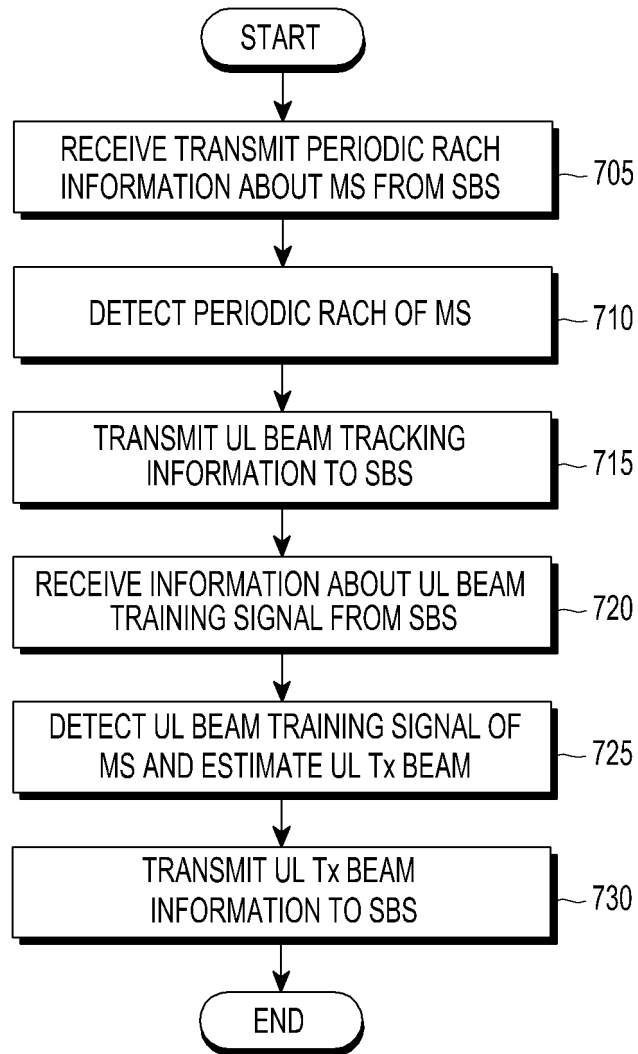 START
RECEIVE TRANSMIT PERIODIC RACH
INFORMATION ABOUT MS FROM SBS
705
DETECT PERIODIC RACH OF MS
710
TRANSMIT UL BEAM TRACKING
INFORMATION TO SBS
715
RECEIVE INFORMATION ABOUT UL BEAM
TRAINING SIGNAL FROM SBS
720
DETECT UL BEAM TRAINING SIGNAL OF
MS AND ESTIMATE UL Tx BEAM
725
TRANSMIT UL Tx BEAM
INFORMATION TO SBS
730
END